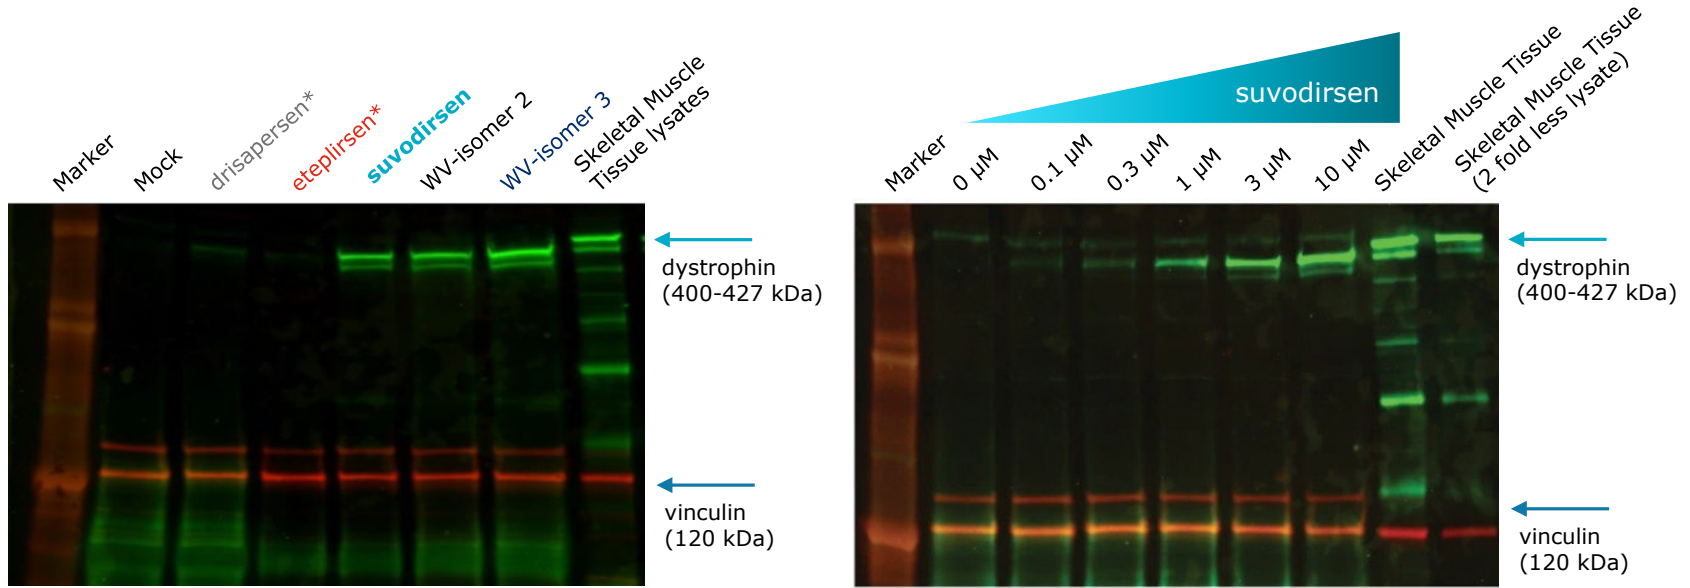 Marker
Mock
drisapersen*
eteplirsen*
suvodirsen
WV-isomer 2
WV-isomer 3
Skeletal Muscle
Tissue lysates
dystrophin
(400-427 kDa)
vinculin
(120 kDa)
suvodirsen
Marker
0 µM
0.1 µM
0.3 µM
1 µM
3 µM
10 µM
Skeletal Muscle Tissue
Skeletal Muscle Tissue
(2 fold less lysate)
dystrophin
(400-427 kDa)
vinculin
(120 kDa)